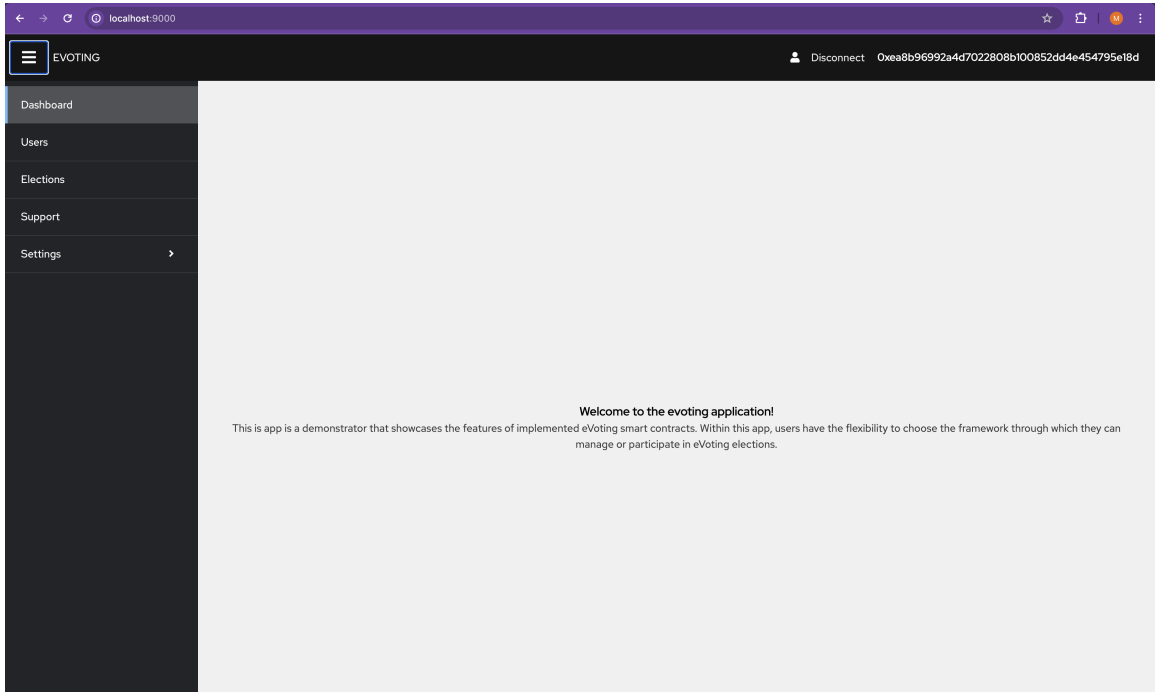 localhost:9000
M
EVOTING
Disconnect 0xea8b96992a4d7022808b100852dd4e454795e18d
Dashboard
Users
Elections
Support
Settings
Welcome to the evoting application!
This is app is a demonstrator that showcases the features of implemented eVoting smart contracts. Within this app, users have the flexibility to choose the framework through which they can
manage or participate in eVoting elections.